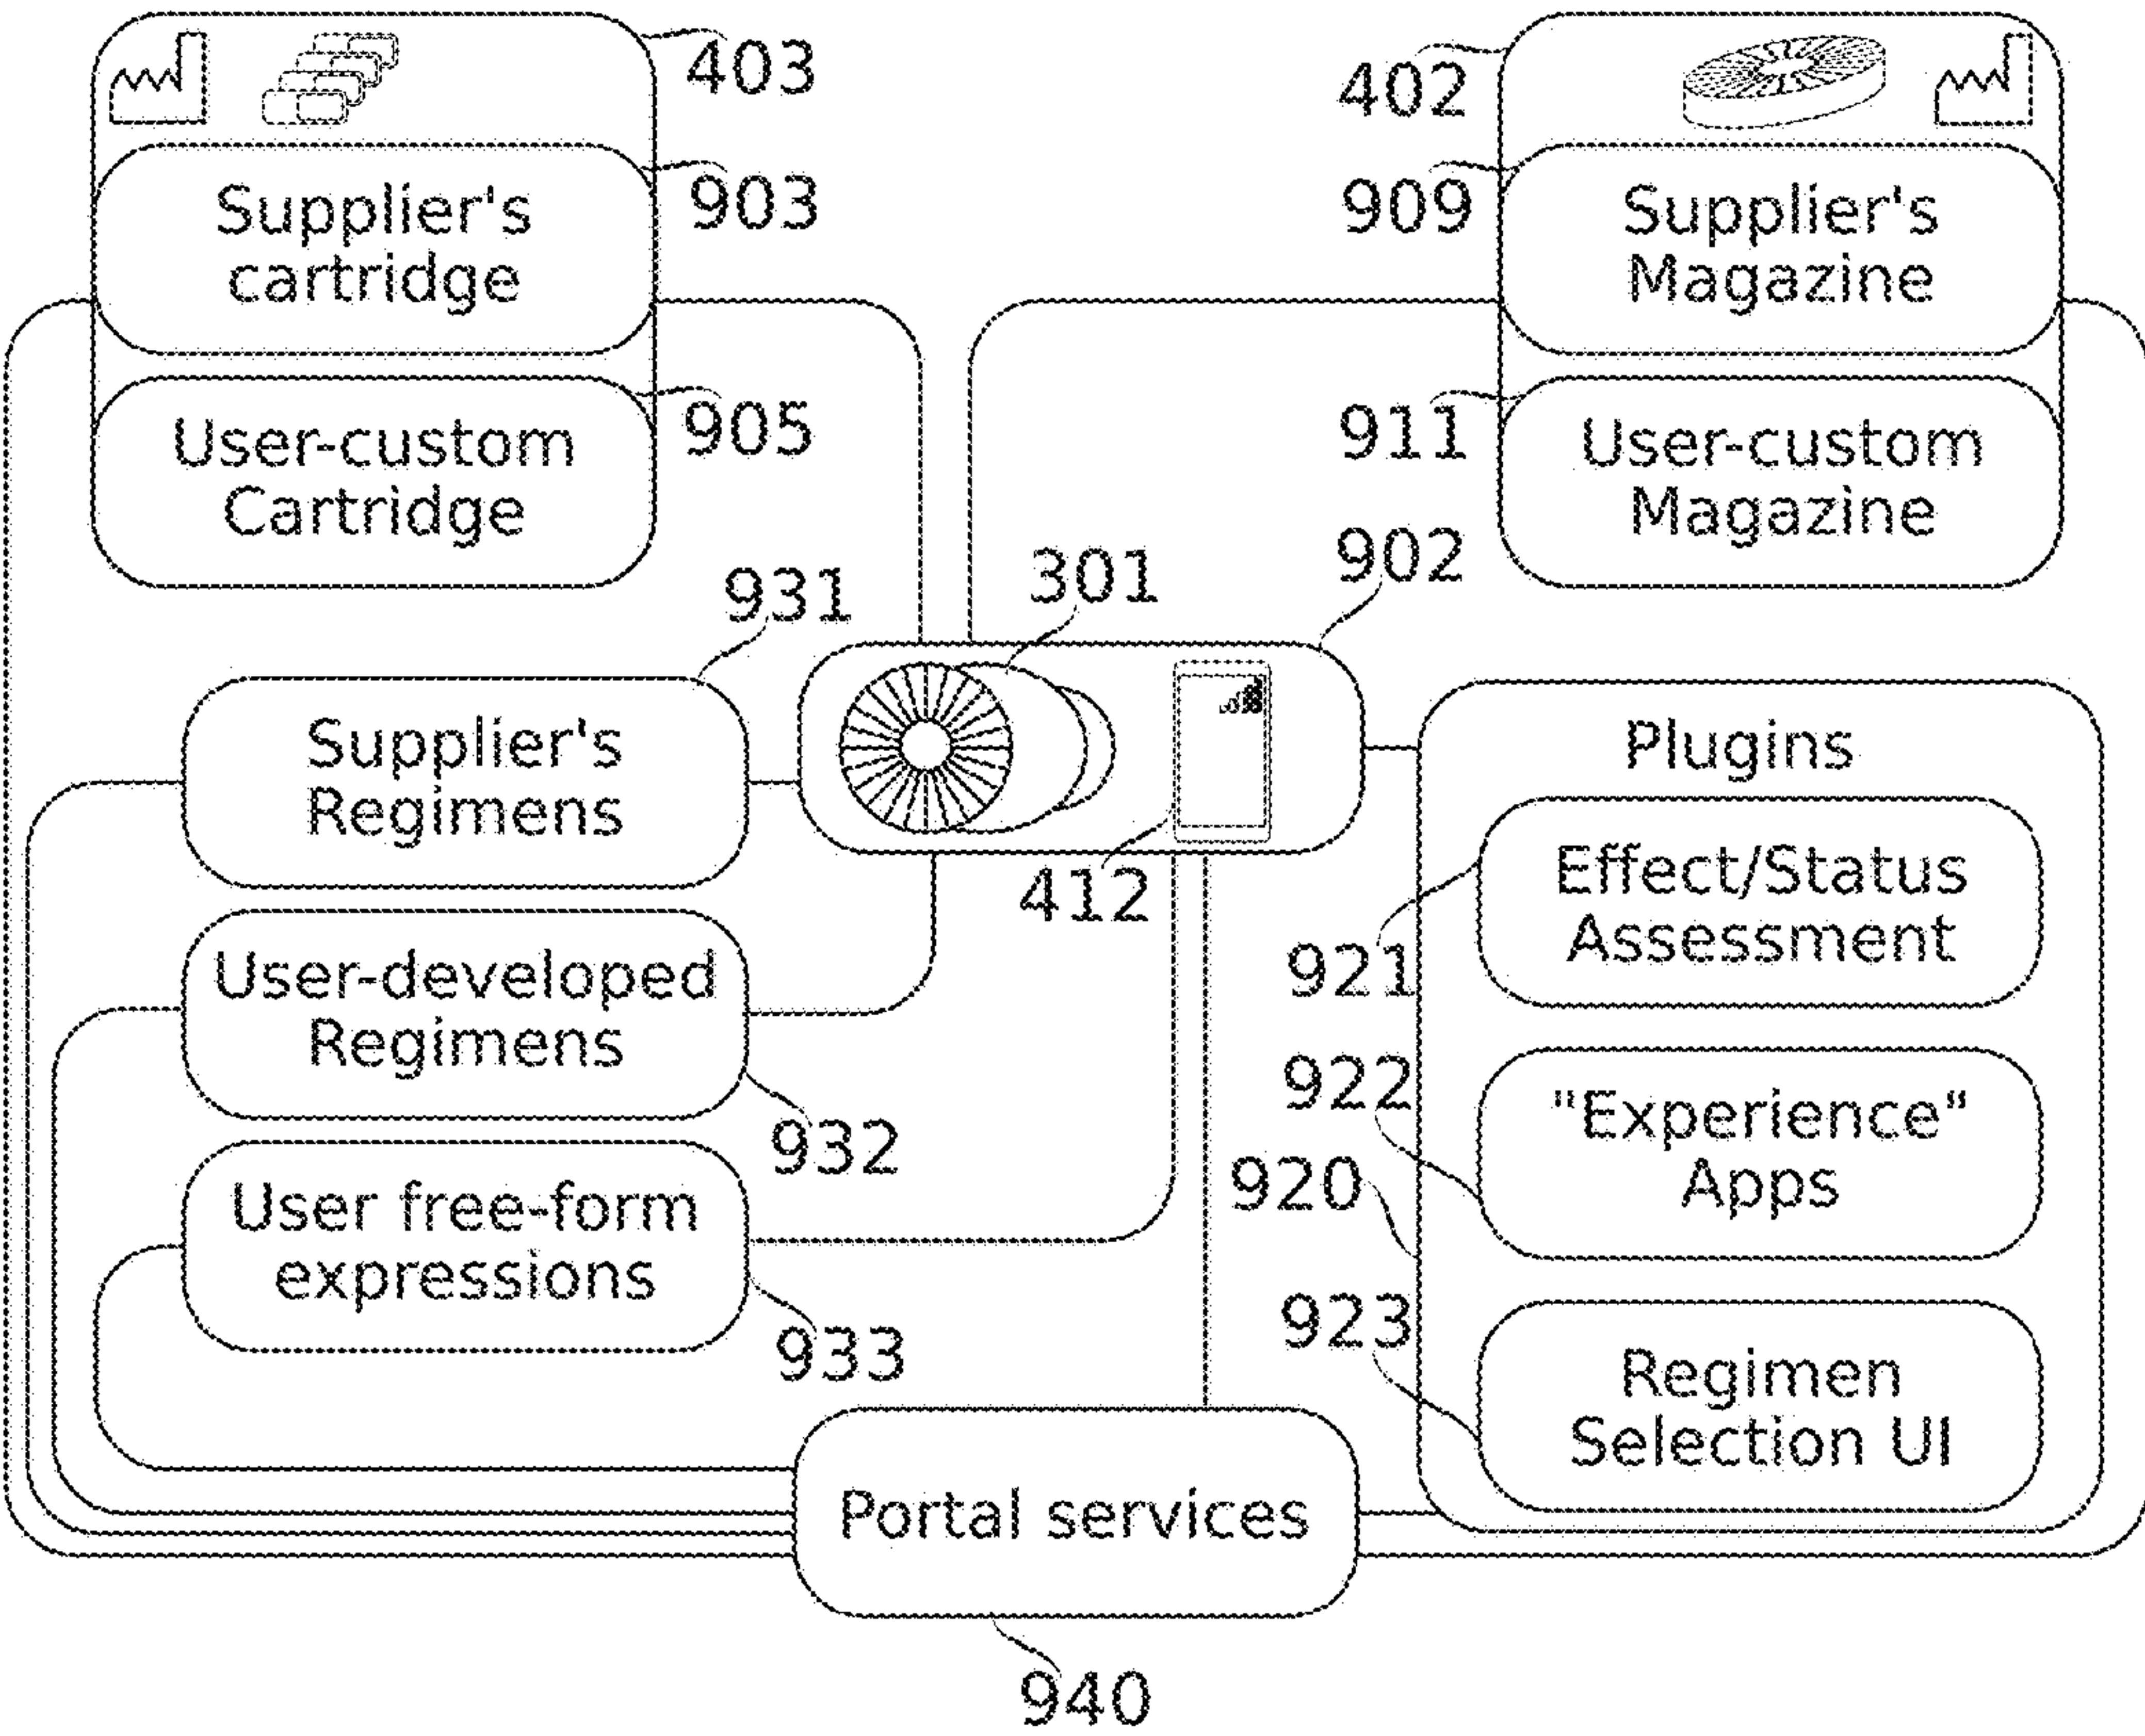 403
402
Supplier's
cartridge
903
909
Supplier's
Magazine
User-custom
Cartridge
905
911
User-custom
Magazine
902
931
301
Supplier's
Regimens
412
Plugins
Effect/Status
Assessment
921
User-developed
Regimens
932
922
"Experience"
Apps
920
User free-form
expressions
933
923
Regimen
Selection UI
Portal services
940